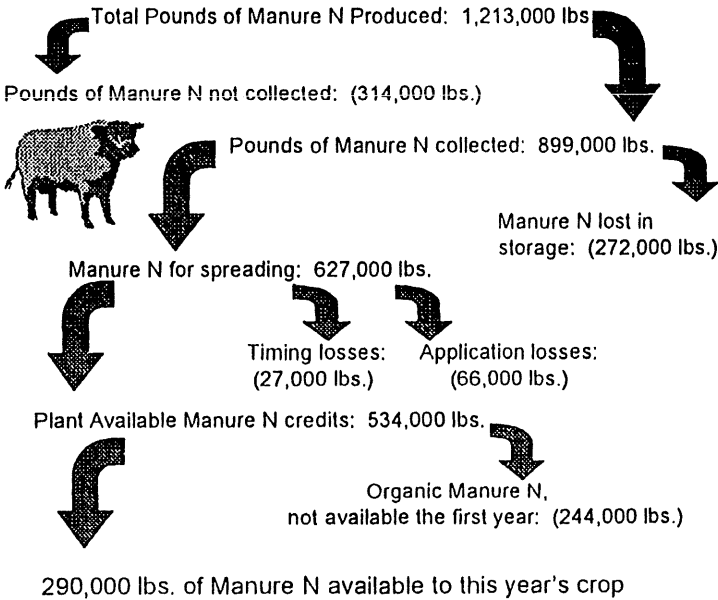 Total Pounds of Manure N Produced: 1,213,000 lbs
Pounds of Manure N not collected: (314,000 lbs.)
Pounds of Manure N collected: 899,000 lbs.
Manure N lost in
storage: (272,000 lbs.)
Manure N for spreading: 627,000 lbs.
Timing losses:
(27,000 lbs.)
Application losses:
(66,000 lbs.)
Plant Available Manure N credits: 534,000 lbs.
Organic Manure N,
not available the first year: (244,000 lbs.)
290,000 lbs. of Manure N available to this year's crop